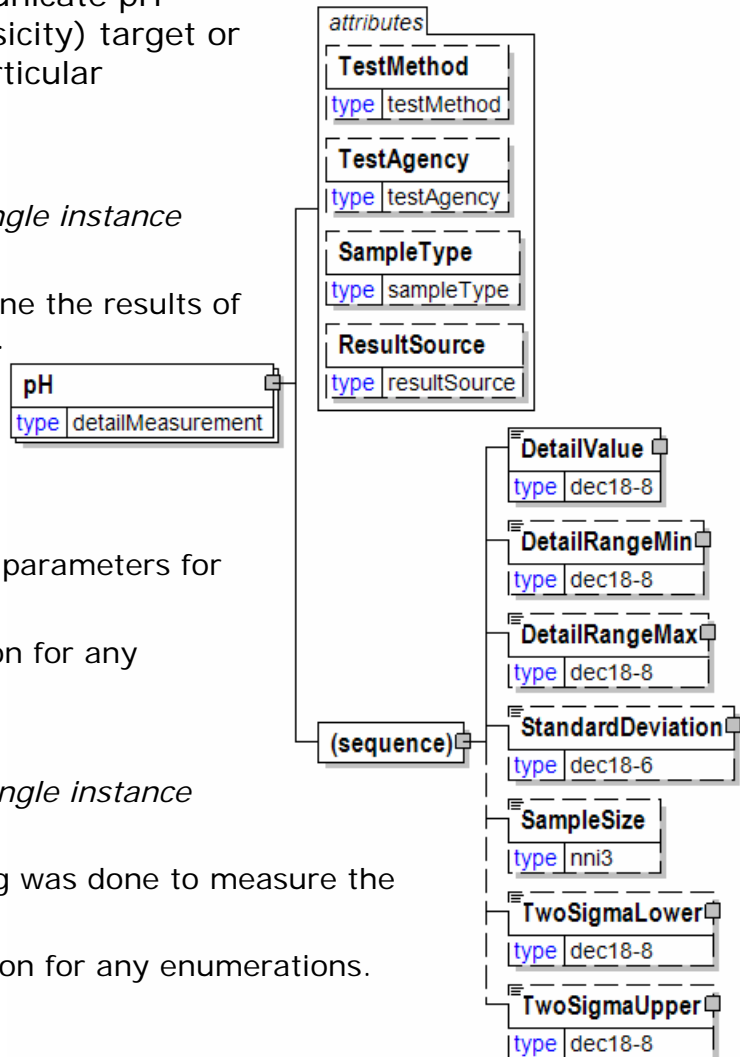 sicity) target or
rticular
ngle instance
ne the results of
parameters for
on for any
ngle instance
g was done to measure the
on for any enumerations.
pH
type detailMeasurement
attributes
TestMethod
type testMethod
TestAgency
type testAgency
SampleType
type sampleType
ResultSource
type resultSource
(sequence)
DetailValue
type dec18-8
DetailRangeMin
type dec18-8
DetailRangeMax
type dec18-8
StandardDeviation
type dec18-6
SampleSize
type nni3
TwoSigmaLower
type dec18-8
TwoSigmaUpper
type dec18-8